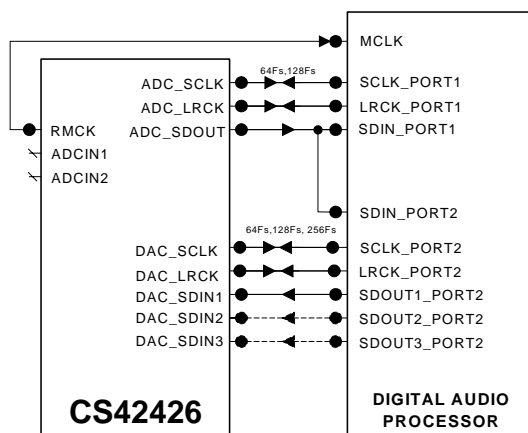 MCLK
64Fs,128Fs
ADC_SCLK
SCLK_PORT1
ADC_LRCK
LRCK_PORT1
RMCK
ADC_SDOUT
SDIN_PORT1
ADCIN1
ADCIN2
SDIN_PORT2
64Fs,128Fs, 256Fs
DAC_SCLK
SCLK_PORT2
DAC_LRCK
LRCK_PORT2
DAC_SDIN1
SDOUT1_PORT2
DAC_SDIN2
SDOUT2_PORT2
DAC_SDIN3
SDOUT3_PORT2
CS42426
DIGITAL AUDIO
PROCESSOR